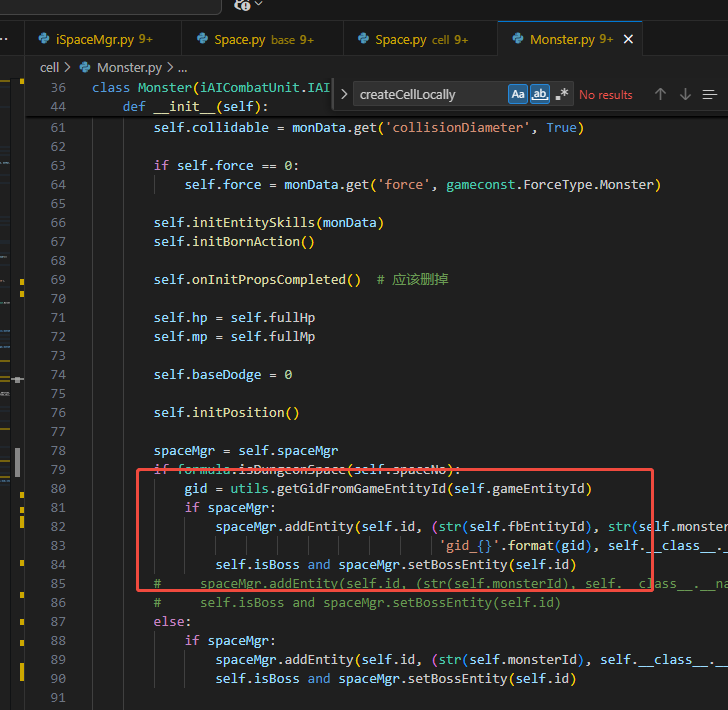 iSpaceMgr.py 9+
Space.py base 9+
Space.py cell 9+
Monster.py 9+
cell > Monster.py > ...
createCellLocally Aa ab .* No results
36 class Monster(iAICombatUnit.IAI
44 def __init__(self):
61 self.collidable = monData.get('collisionDiameter', True)
62
63 if self.force == 0:
64 self.force = monData.get('force', gameconst.ForceType.Monster)
65
66 self.initEntitySkills(monData)
67 self.initBornAction()
68
69 self.onInitPropsCompleted() # 应该删掉
70
71 self.hp = self.fullHp
72 self.mp = self.fullMp
73
74 self.baseDodge = 0
75
76 self.initPosition()
77
78 spaceMgr = self.spaceMgr
79 if formula.isDungeonSpace(self.spaceNo):
80 gid = utils.getGidFromGameEntityId(self.gameEntityId)
81 if spaceMgr:
82 spaceMgr.addEntity(self.id, (str(self.fbEntityId), str(self.monster
83 'gid_{}'.format(gid), self.__class__._
84 self.isBoss and spaceMgr.setBossEntity(self.id)
85 # spaceMgr.addEntity(self.id, (str(self.monsterId), self.__class__.__na
86 # self.isBoss and spaceMgr.setBossEntity(self.id)
87 else:
88 if spaceMgr:
89 spaceMgr.addEntity(self.id, (str(self.monsterId), self.__class__.__
90 self.isBoss and spaceMgr.setBossEntity(self.id)
91